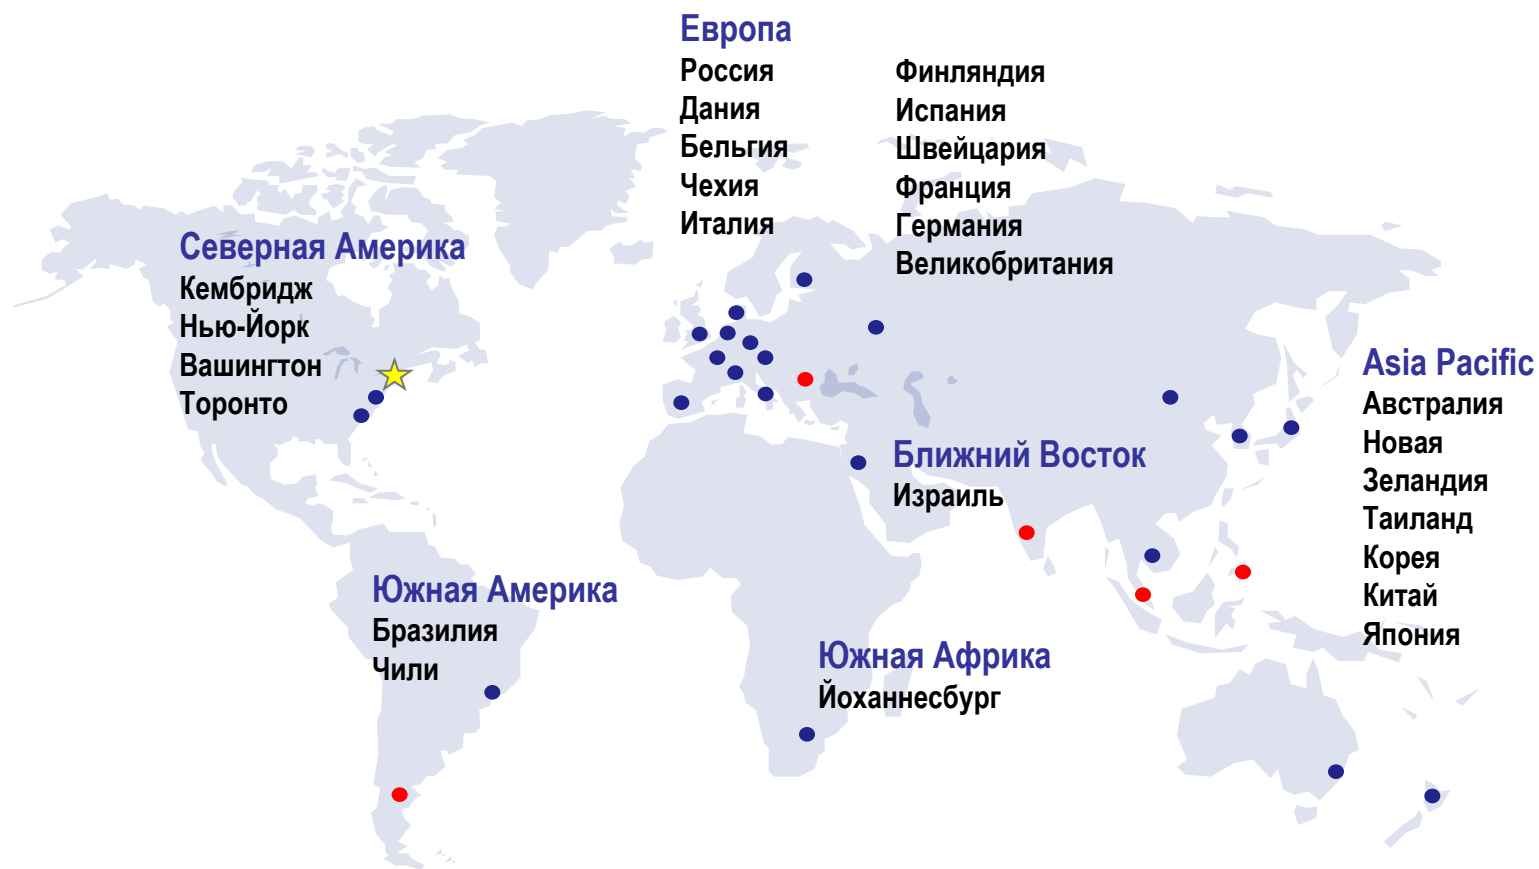 Европа
Россия
Дания
Бельгия
Чехия
Италия
Финляндия
Испания
Швейцария
Франция
Германия
Великобритания
Северная Америка
Кембридж
Нью-Йорк
Вашингтон
Торонто
Asia Pacific
Австралия
Новая
Зеландия
Таиланд
Корея
Китай
Япония
Ближний Восток
Израиль
Южная Америка
Бразилия
Чили
Южная Африка
Йоханнесбург